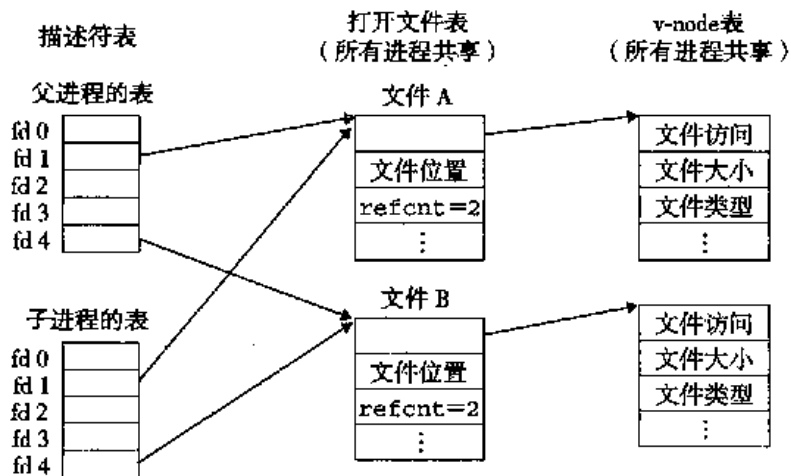 描述符表
打开文件表
（所有进程共享）
v-node表
（所有进程共享）
父进程的表
fd 0
fd 1
fd 2
fd 3
fd 4
文件 A
文件位置
refcnt=2
⋮
文件访问
文件大小
文件类型
⋮
子进程的表
fd 0
fd 1
fd 2
fd 3
fd 4
文件 B
文件位置
refcnt=2
⋮
文件访问
文件大小
文件类型
⋮